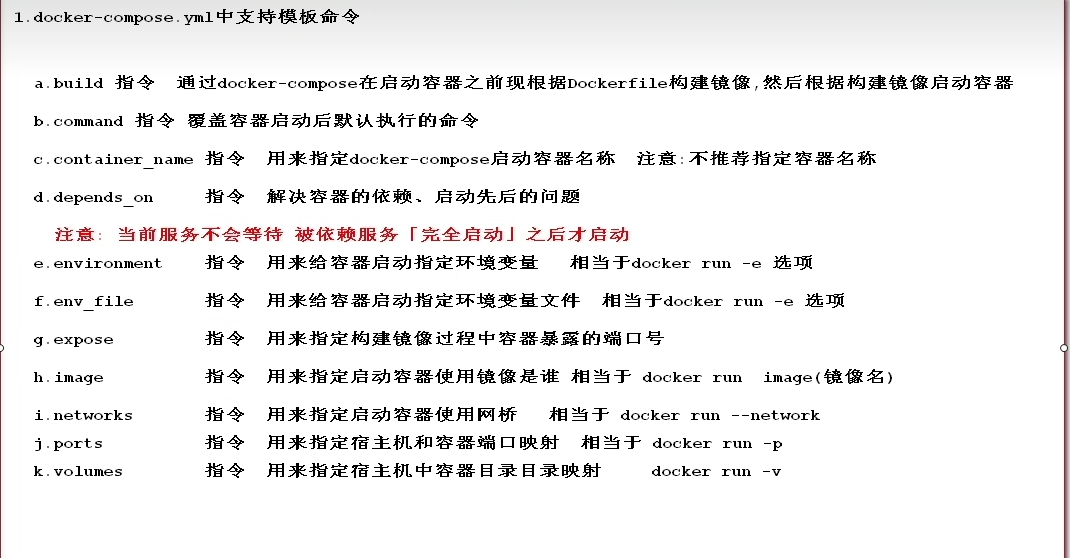 1.docker-compose.yml中支持模板命令
a.build 指令 通过docker-compose在启动容器之前现根据Dockerfile构建镜像,然后根据构建镜像启动容器
b.command 指令 覆盖容器启动后默认执行的命令
c.container_name 指令 用来指定docker-compose启动容器名称 注意:不推荐指定容器名称
d.depends_on 指令 解决容器的依赖、启动先后的问题
注意: 当前服务不会等待 被依赖服务「完全启动」之后才启动
e.environment 指令 用来给容器启动指定环境变量 相当于docker run -e 选项
f.env_file 指令 用来给容器启动指定环境变量文件 相当于docker run -e 选项
g.expose 指令 用来指定构建镜像过程中容器暴露的端口号
h.image 指令 用来指定启动容器使用镜像是谁 相当于 docker run image(镜像名)
i.networks 指令 用来指定启动容器使用网桥 相当于 docker run --network
j.ports 指令 用来指定宿主机和容器端口映射 相当于 docker run -p
k.volumes 指令 用来指定宿主机中容器目录目录映射 docker run -v